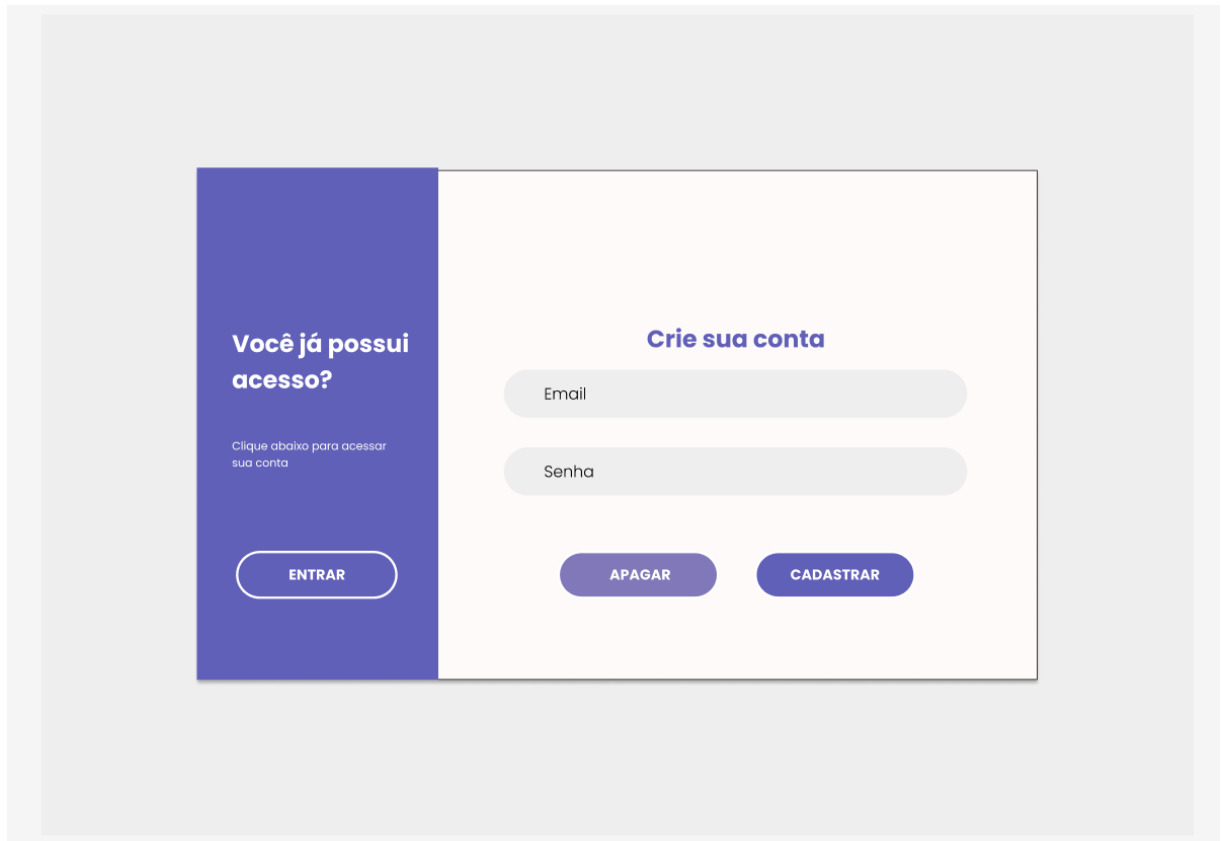 Você já possui
acesso?
Clique abaixo para acessar
sua conta
ENTRAR
Crie sua conta
Email
Senha
APAGAR
CADASTRAR